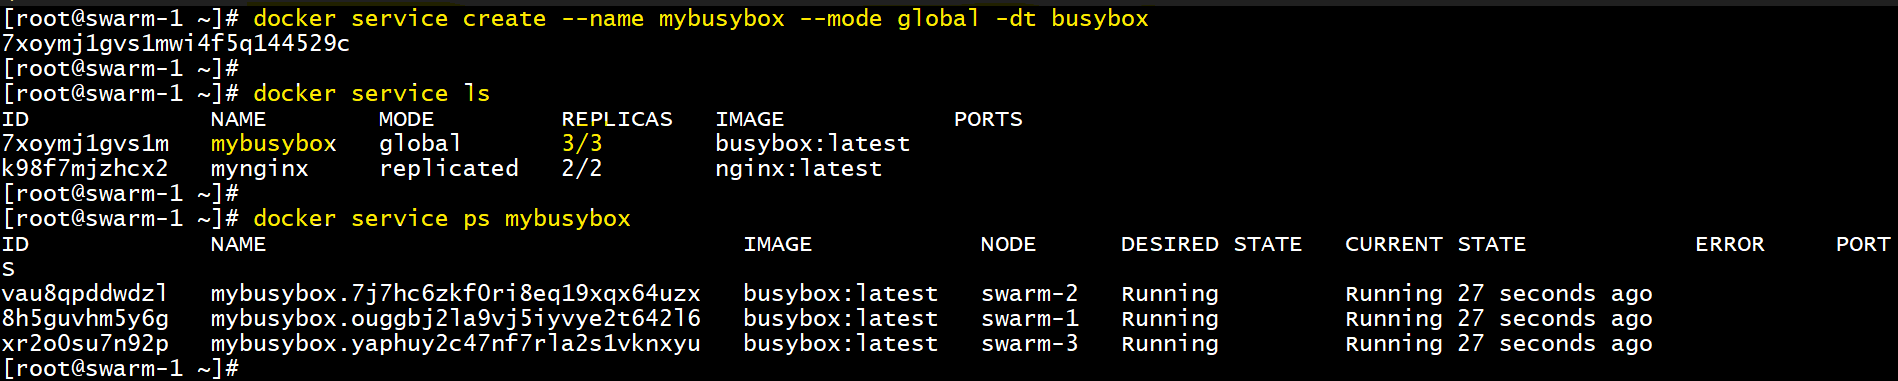 [root@swarm-1 ~]# docker service create --name mybusybox --mode global -dt busybox
7xoymj1gvs1mwi4f5q144529c
[root@swarm-1 ~]#
[root@swarm-1 ~]# docker service ls
ID             NAME        MODE         REPLICAS   IMAGE            PORTS
7xoymj1gvs1m   mybusybox   global       3/3        busybox:latest
k98f7mjzhcx2   mynginx     replicated   2/2        nginx:latest
[root@swarm-1 ~]#
[root@swarm-1 ~]# docker service ps mybusybox
ID             NAME                                  IMAGE            NODE      DESIRED STATE   CURRENT STATE            ERROR     PORT
S
vau8qpddwdzl   mybusybox.7j7hc6zkf0ri8eq19xqx64uzx   busybox:latest   swarm-2   Running         Running 27 seconds ago
8h5guvhm5y6g   mybusybox.ouggbj2la9vj5iyvye2t642l6   busybox:latest   swarm-1   Running         Running 27 seconds ago
xr2o0su7n92p   mybusybox.yaphuy2c47nf7rla2s1vknxyu   busybox:latest   swarm-3   Running         Running 27 seconds ago
[root@swarm-1 ~]#